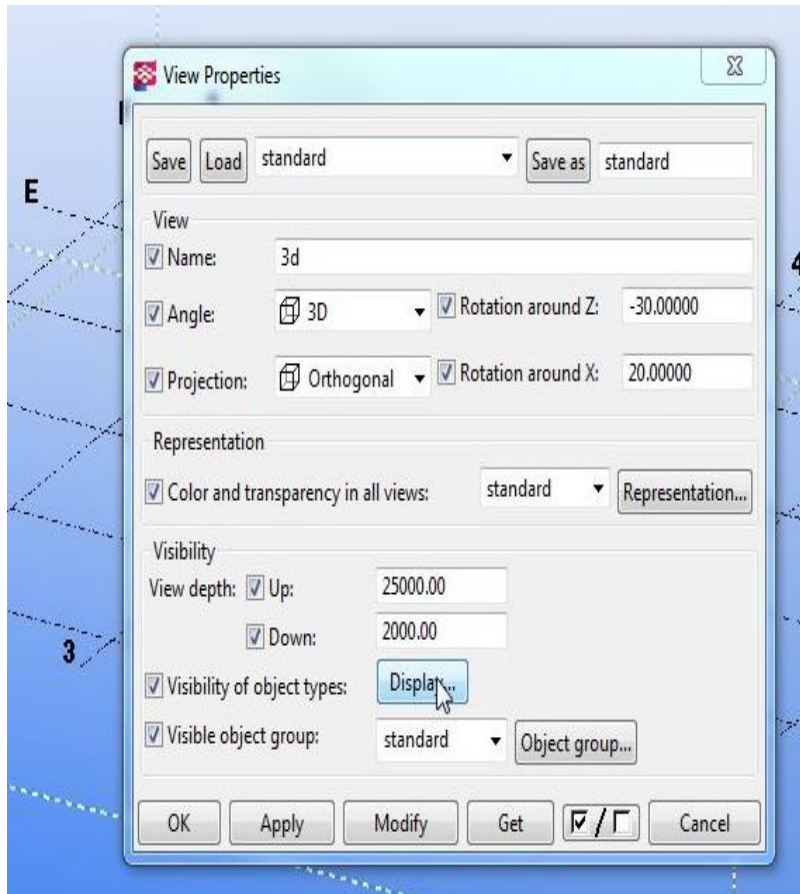 View Properties
Save Load standard Save as standard
E
View
Name: 3d
4
Angle: 3D Rotation around Z: -30.00000
Projection: Orthogonal Rotation around X: 20.00000
Representation
Color and transparency in all views: standard Representation...
Visibility
View depth: Up: 25000.00
Down: 2000.00
3
Visibility of object types: Display...
Visible object group: standard Object group...
OK Apply Modify Get / Cancel